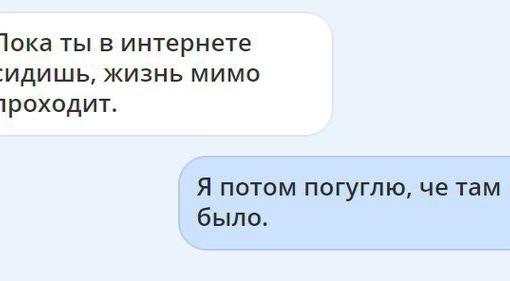 Пока ты в интернете
сидишь, жизнь мимо
проходит.
Я потом погуглю, че там
было.